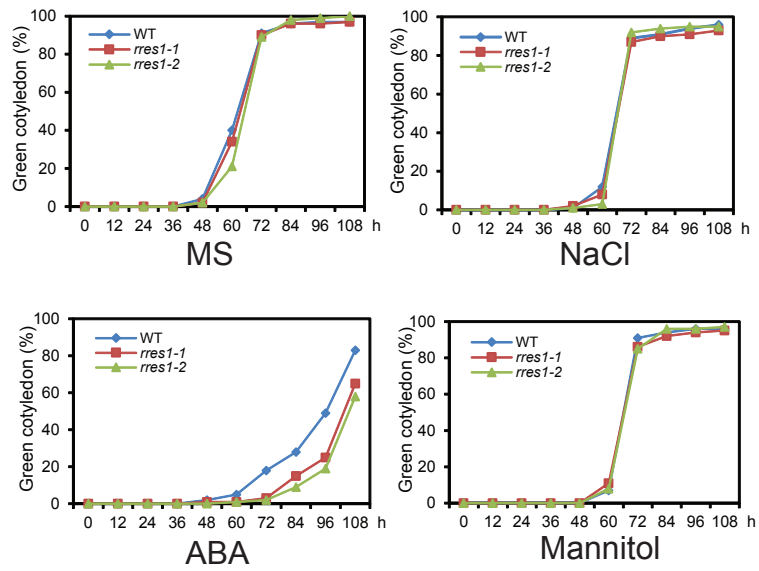 Green cotyledon (%)
100
80
60
40
20
0
WT
rres1-1
rres1-2
0 12 24 36 48 60 72 84 96 108 h
MS
Green cotyledon (%)
100
80
60
40
20
0
WT
rres1-1
rres1-2
0 12 24 36 48 60 72 84 96 108 h
NaCl
Green cotyledon (%)
100
80
60
40
20
0
WT
rres1-1
rres1-2
0 12 24 36 48 60 72 84 96 108 h
ABA
Green cotyledon (%)
100
80
60
40
20
0
WT
rres1-1
rres1-2
0 12 24 36 48 60 72 84 96 108 h
Mannitol